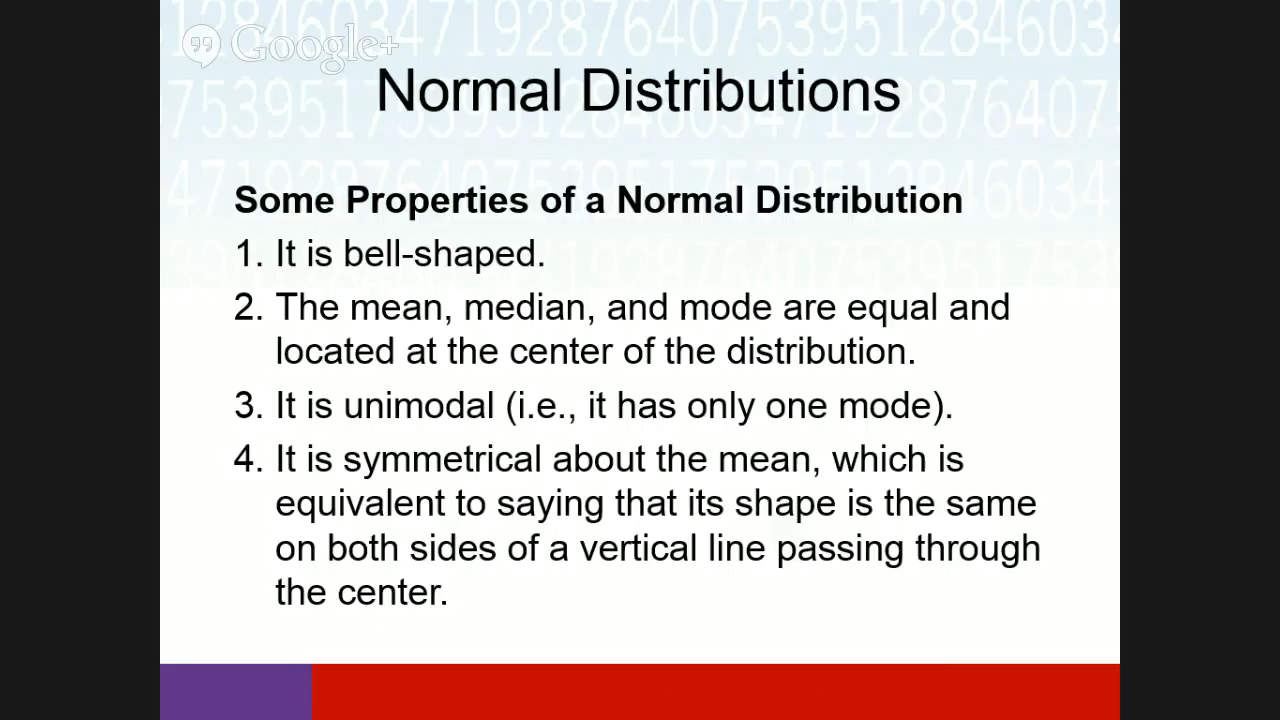 Google+
Normal Distributions
Some Properties of a Normal Distribution
1. It is bell-shaped.
2. The mean, median, and mode are equal and
located at the center of the distribution.
3. It is unimodal (i.e., it has only one mode).
4. It is symmetrical about the mean, which is
equivalent to saying that its shape is the same
on both sides of a vertical line passing through
the center.